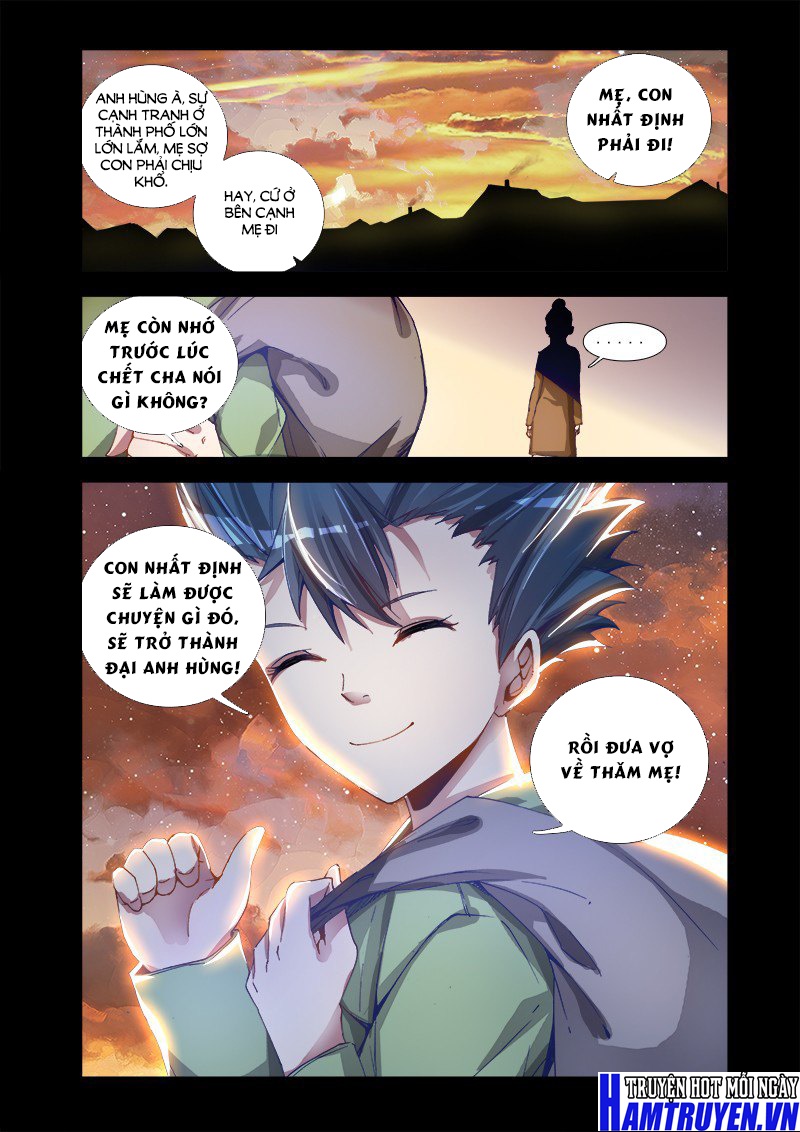 ANH HÙNG À, SỰ
CẠNH TRANH Ở
THÀNH PHỐ LỚN
LỚN LẮM, MẸ SỢ
CON PHẢI CHỊU
KHỔ.
HAY, CỨ Ở
BÊN CẠNH
MẸ ĐI
MẸ, CON
NHẤT ĐỊNH
PHẢI ĐI!
MẸ CÒN NHỚ
TRƯỚC LÚC
CHẾT CHA NÓI
GÌ KHÔNG?
.....
CON NHẤT ĐỊNH
SẼ LÀM ĐƯỢC
CHUYỆN GÌ ĐÓ,
SẼ TRỞ THÀNH
ĐẠI ANH HÙNG!
RỒI ĐƯA VỢ
VỀ THĂM MẸ!
TRUYỆN HOT MỖI NGÀY
HAMTRUYEN.VN